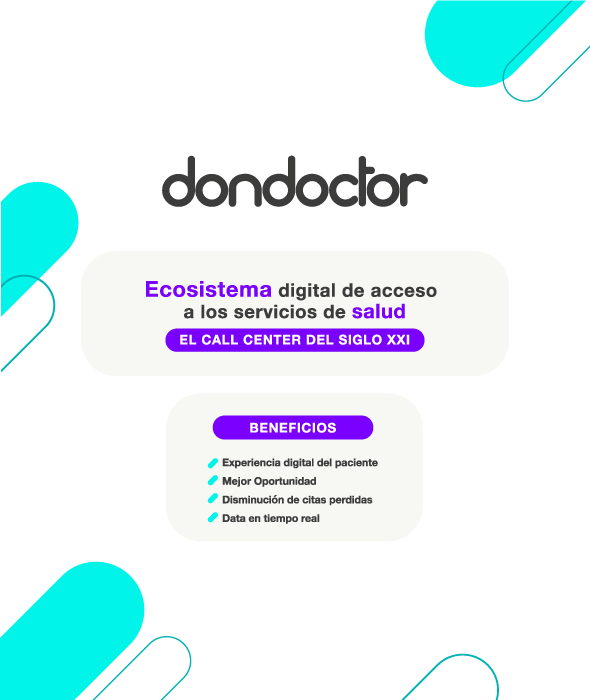 dondoctor
Ecosistema digital de acceso
a los servicios de salud
EL CALL CENTER DEL SIGLO XXI
BENEFICIOS
Experiencia digital del paciente
Mejor Oportunidad
Disminución de citas perdidas
Data en tiempo real